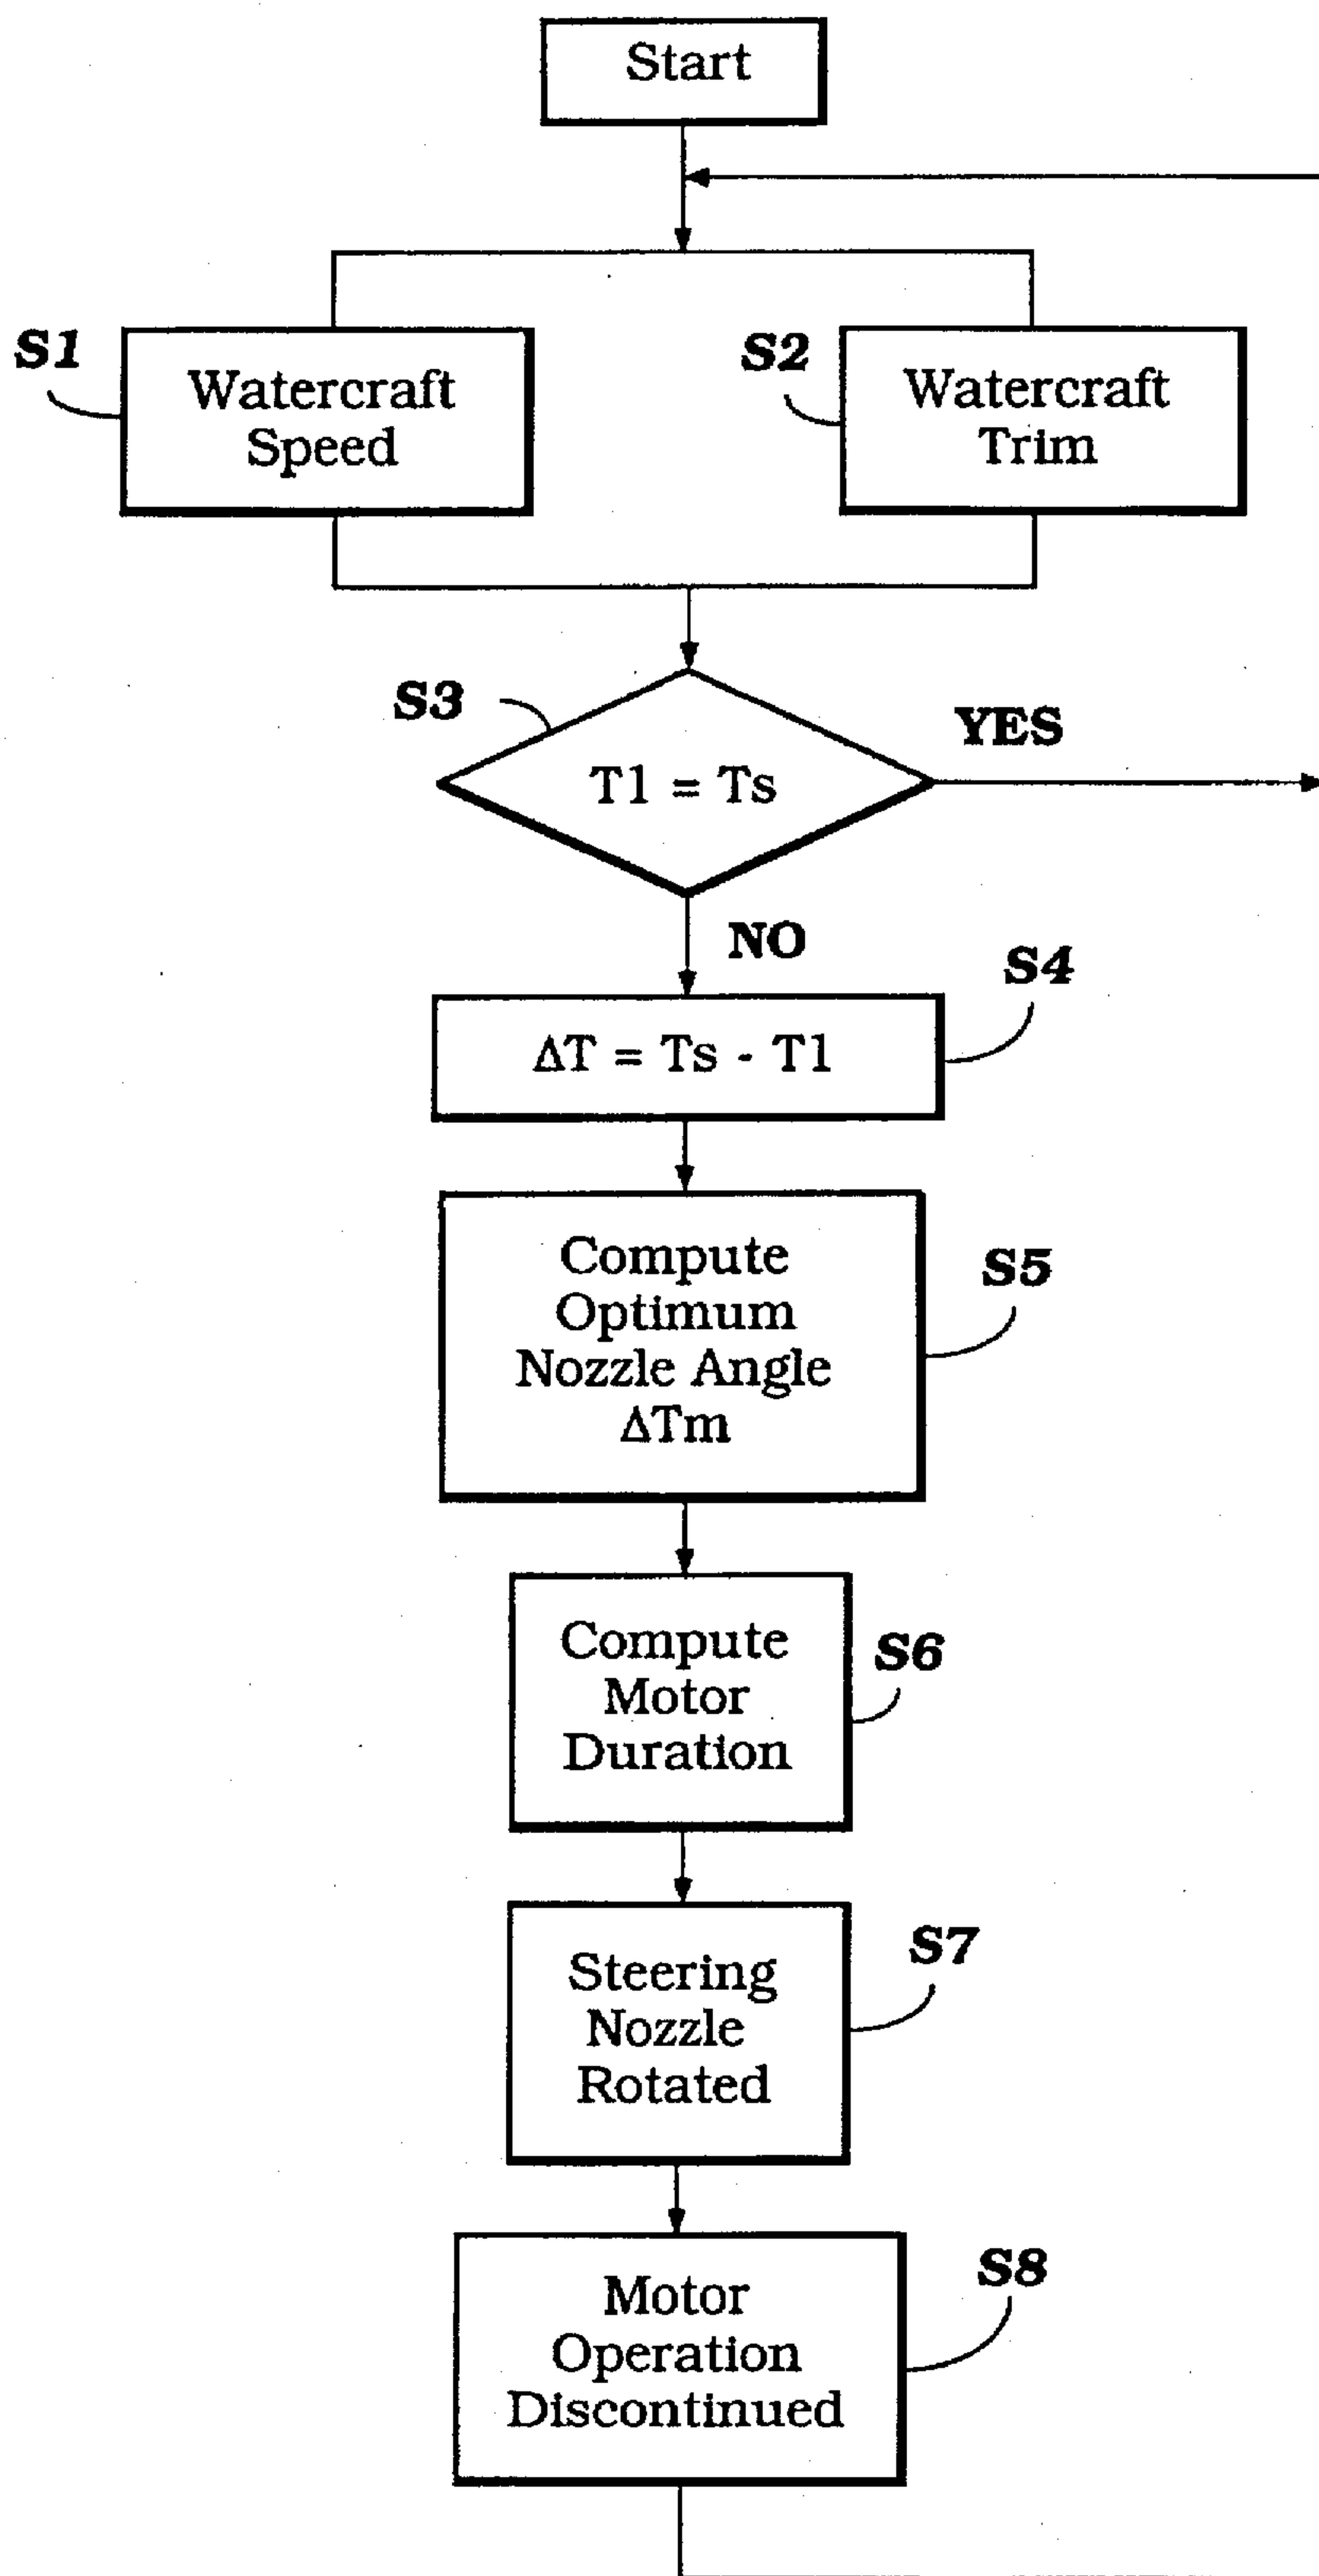 Start
S1
Watercraft
Speed
S2
Watercraft
Trim
S3
T1 = Ts
YES
NO
S4
ΔT = Ts - T1
Compute
Optimum
Nozzle Angle
ΔTm
S5
Compute
Motor
Duration
S6
Steering
Nozzle
Rotated
S7
Motor
Operation
Discontinued
S8